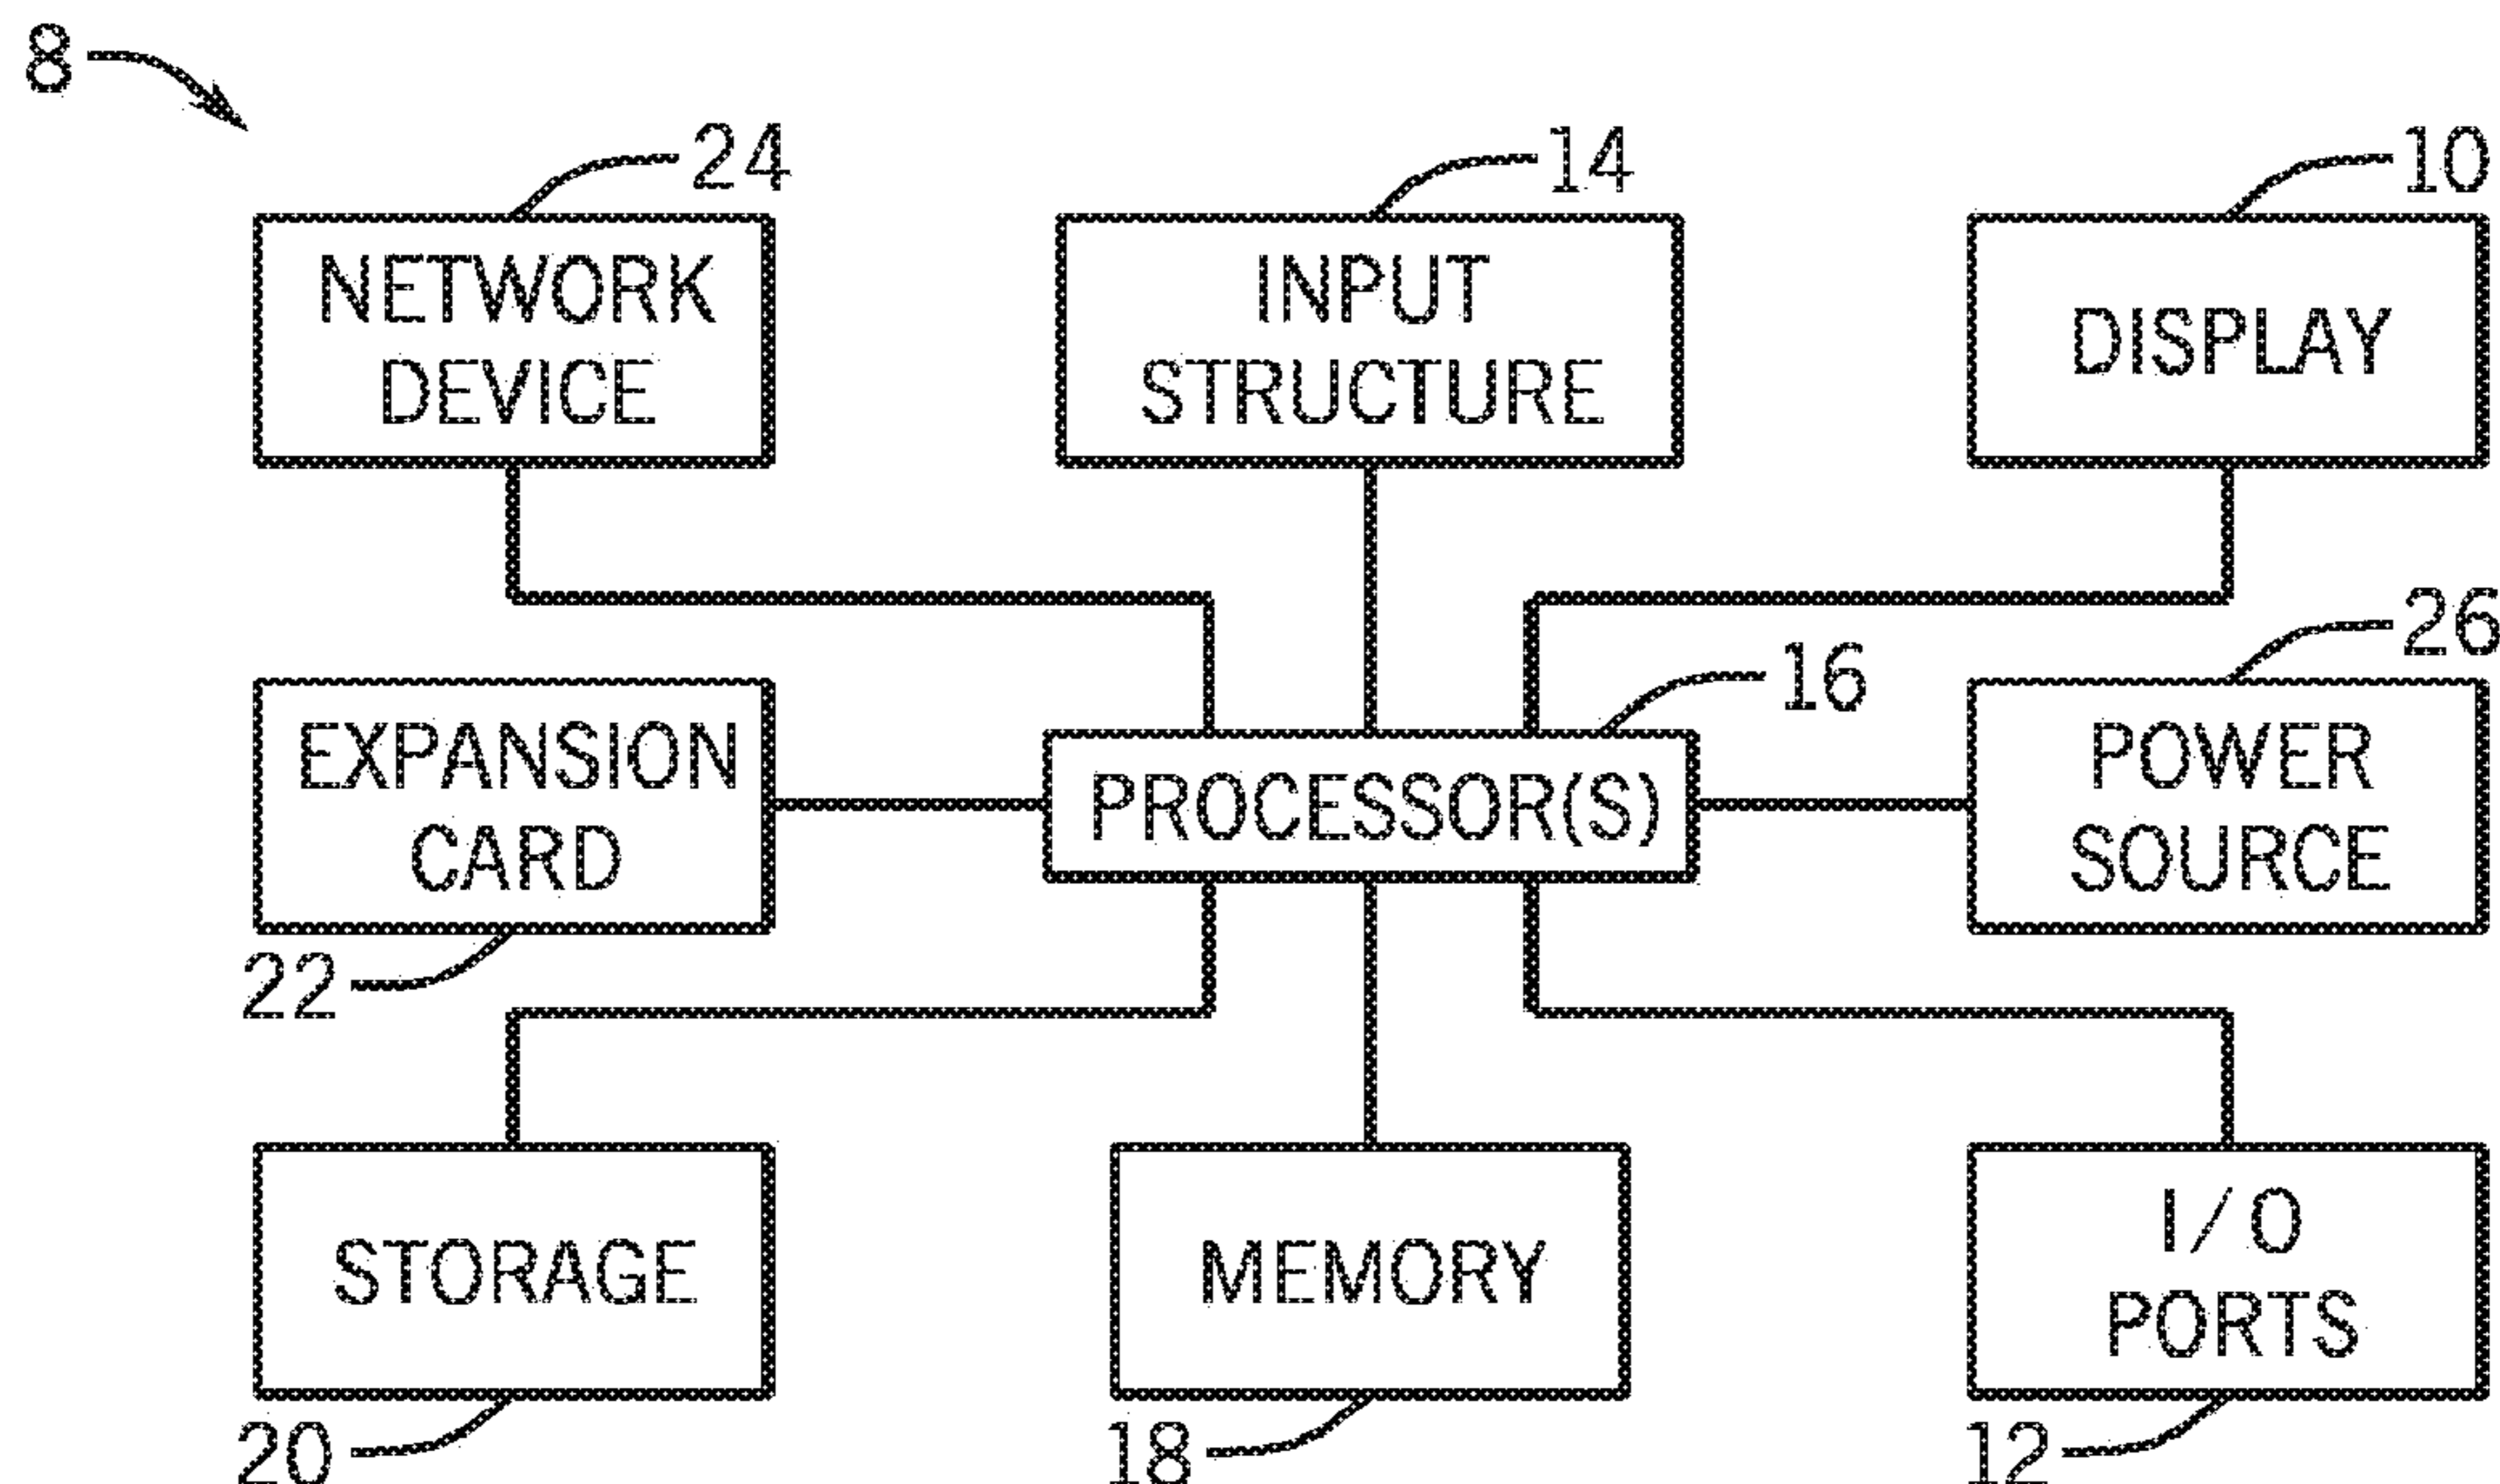 8
24
14
10
NETWORK
DEVICE
INPUT
STRUCTURE
DISPLAY
26
16
EXPANSION
CARD
PROCESSOR(S)
POWER
SOURCE
22
STORAGE
MEMORY
I/O
PORTS
20
18
12